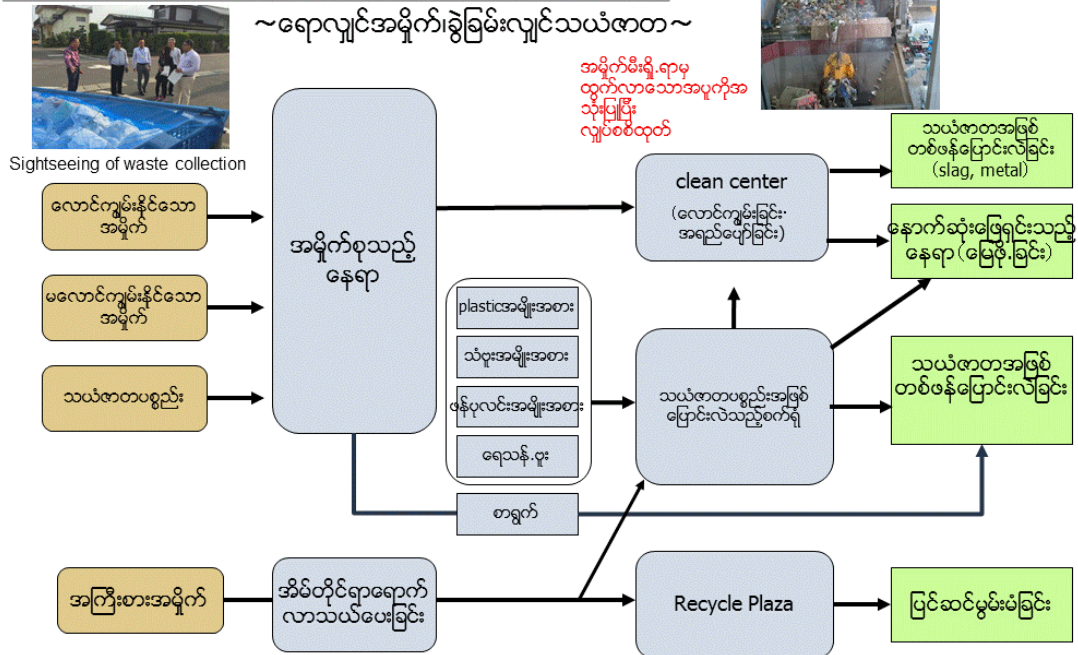 ~ရောလျှင်အမှိုက်၊ခွဲခြမ်းလျှင်သယံဇာတ~
အမှိုက်မီးရှို့ရာမှ
ထွက်လာသောအပူကိုအ
သုံးပြုပြီး
လျှပ်စစ်ထုတ်
Sightseeing of waste collection
လောင်ကျွမ်းနိုင်သော
အမှိုက်
မလောင်ကျွမ်းနိုင်သော
အမှိုက်
သယံဇာတပစ္စည်း
အမှိုက်စုသည့်
နေရာ
plasticအမျိုးအစား
သံဗူးအမျိုးအစား
ဖန်ပုလင်းအမျိုးအစား
ရေသန့်ဗူး
စာရွက်
clean center
(လောင်ကျွမ်းခြင်း·
အရည်ပျော်ခြင်း)
သယံဇာတပစ္စည်းအဖြစ်
ပြောင်းလဲသည့်စက်ရုံ
သယံဇာတအဖြစ်
တစ်ဖန်ပြောင်းလဲခြင်း
(slag, metal)
နောက်ဆုံးဖြေရှင်းသည့်
နေရာ(မြေဖို့ခြင်း)
သယံဇာတအဖြစ်
တစ်ဖန်ပြောင်းလဲခြင်း
အကြီးစားအမှိုက်
အိမ်တိုင်ရာရောက်
လာသယ်ပေးခြင်း
Recycle Plaza
ပြင်ဆင်မွမ်းမံခြင်း